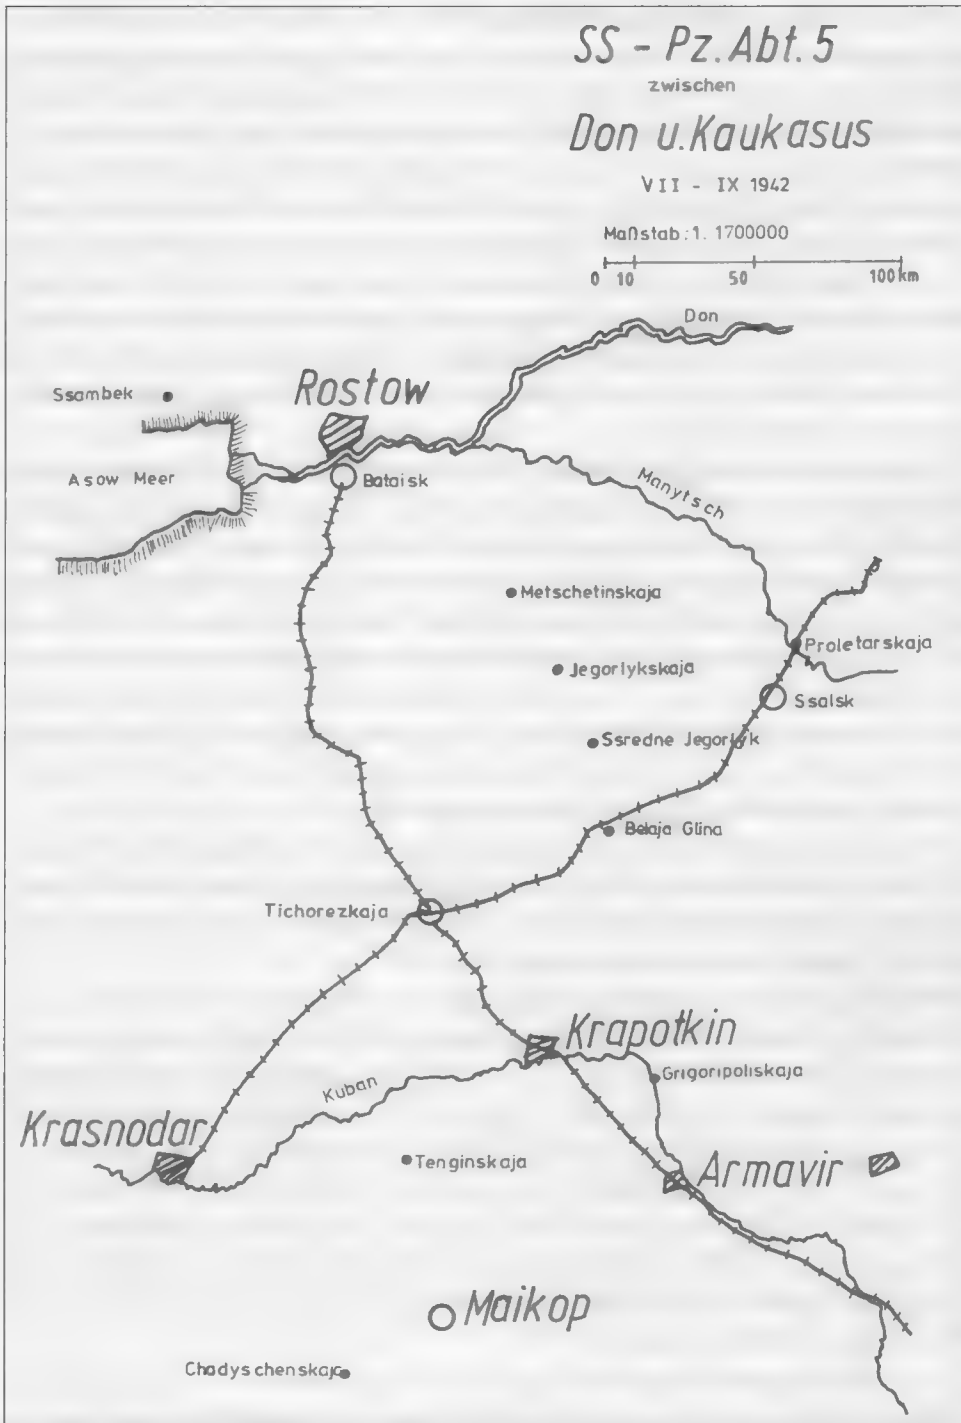 SS - Pz. Abt. 5
zwischen
Don u. Kaukasus
VII - IX 1942
Maßstab: 1. 1700000
0 10 50 100 km
Don
Ssambek
Rostow
Asow Meer
Bataisk
Manytsch
Metschetinskaja
Proletarskaja
Jegorlykskaja
Ssalsk
Ssredne Jegorlyk
Belaja Glina
Tichorezkaja
Krapotkin
Grigoripoliskaja
Kuban
Krasnodar
Tenginskaja
Armavir
Maikop
Chadyschenskaja